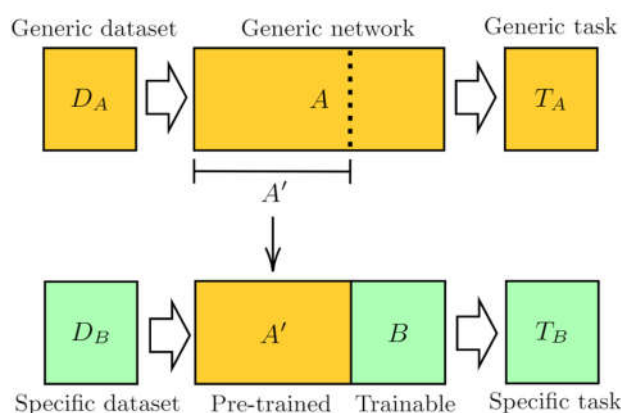 Generic dataset Generic network Generic task
D_A A T_A
A′
D_B A′ B T_B
Specific dataset Pre-trained Trainable Specific task